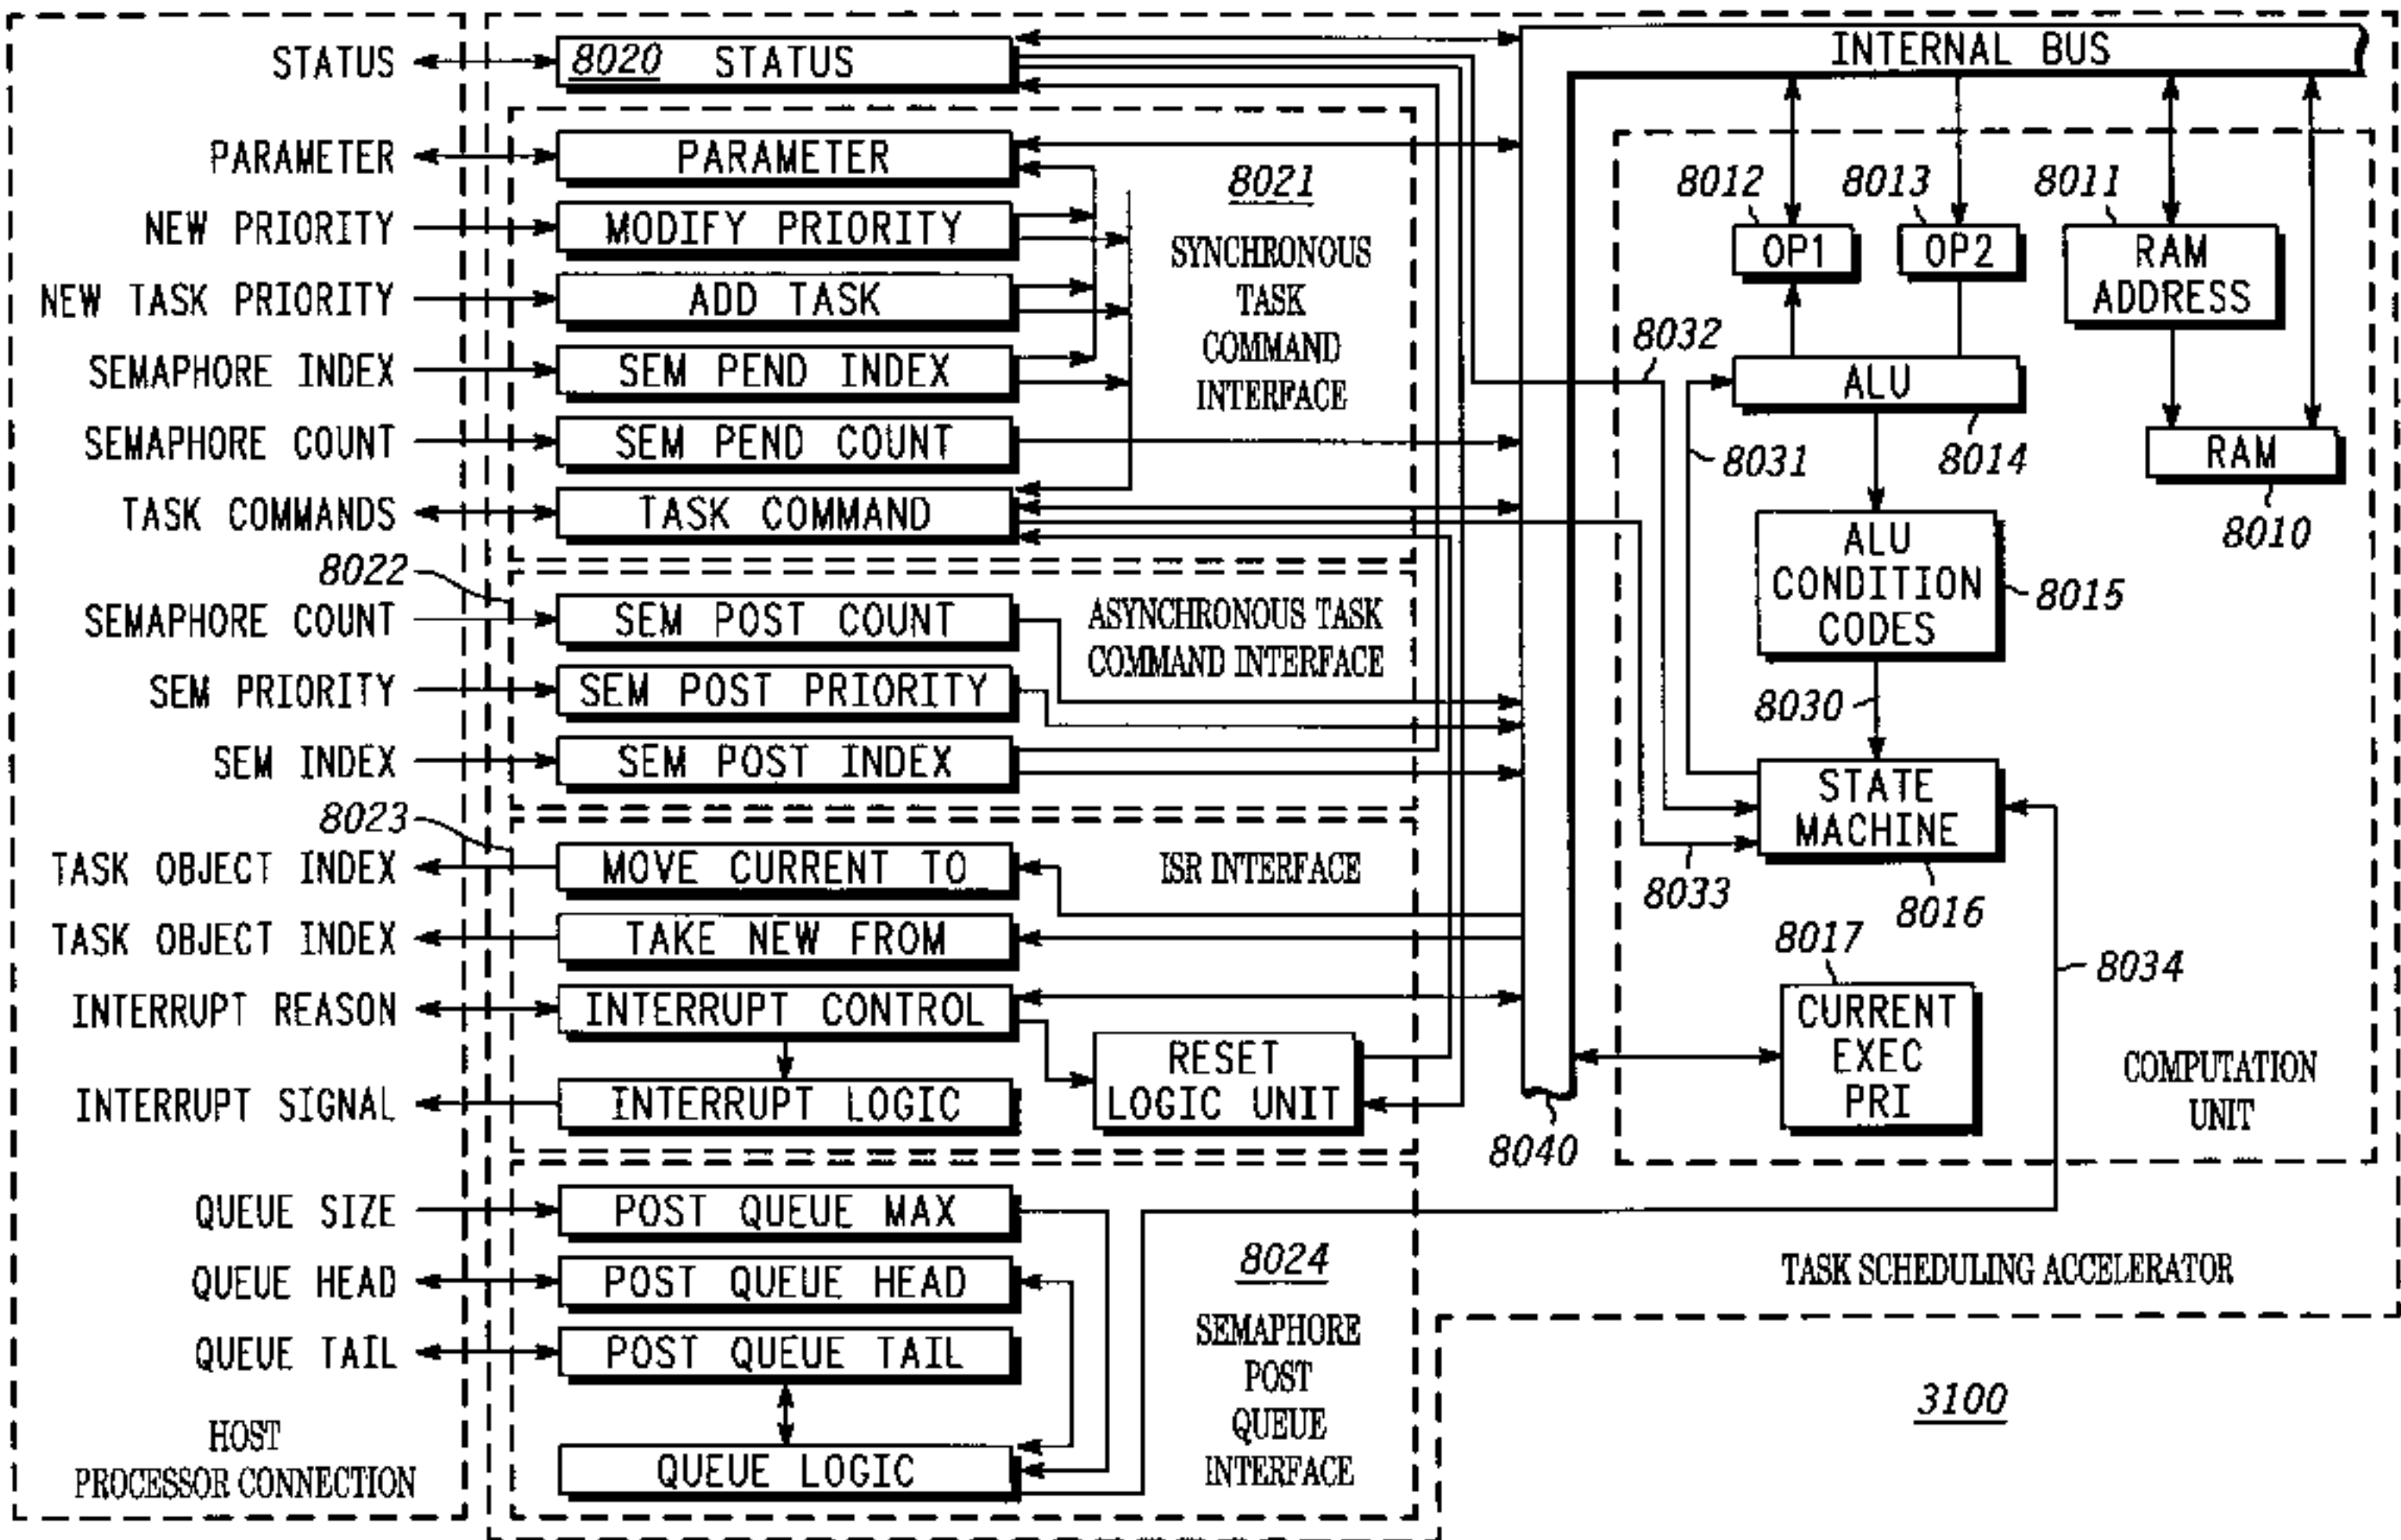 STATUS
PARAMETER
NEW PRIORITY
NEW TASK PRIORITY
SEMAPHORE INDEX
SEMAPHORE COUNT
TASK COMMANDS
8022
SEMAPHORE COUNT
SEM PRIORITY
SEM INDEX
8023
TASK OBJECT INDEX
TASK OBJECT INDEX
INTERRUPT REASON
INTERRUPT SIGNAL
QUEUE SIZE
QUEUE HEAD
QUEUE TAIL
HOST
PROCESSOR CONNECTION
8020 STATUS
PARAMETER
MODIFY PRIORITY
ADD TASK
SEM PEND INDEX
SEM PEND COUNT
TASK COMMAND
8021
SYNCHRONOUS
TASK
COMMAND
INTERFACE
SEM POST COUNT
SEM POST PRIORITY
SEM POST INDEX
ASYNCHRONOUS TASK
COMMAND INTERFACE
MOVE CURRENT TO
TAKE NEW FROM
INTERRUPT CONTROL
INTERRUPT LOGIC
ISR INTERFACE
RESET
LOGIC UNIT
POST QUEUE MAX
POST QUEUE HEAD
POST QUEUE TAIL
QUEUE LOGIC
8024
SEMAPHORE
POST
QUEUE
INTERFACE
INTERNAL BUS
8012
8013
8011
OP1
OP2
RAM
ADDRESS
8032
ALU
8031
8014
RAM
8010
ALU
CONDITION
CODES
8015
8030
STATE
MACHINE
8033
8016
8017
8034
CURRENT
EXEC
PRI
COMPUTATION
UNIT
8040
TASK SCHEDULING ACCELERATOR
3100